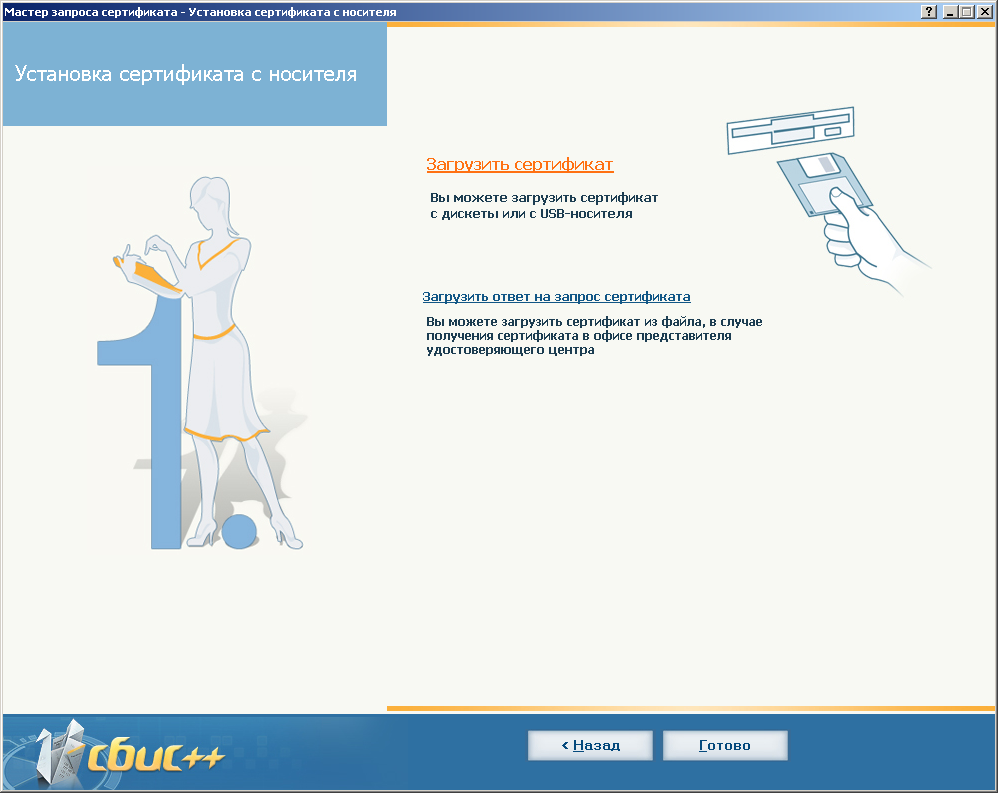 Мастер запроса сертификата - Установка сертификата с носителя
Установка сертификата с носителя
Загрузить сертификат
Вы можете загрузить сертификат
с дискеты или с USB-носителя
Загрузить ответ на запрос сертификата
Вы можете загрузить сертификат из файла, в случае
получения сертификата в офисе представителя
удостоверяющего центра
1.
сбис++
< Назад
Готово